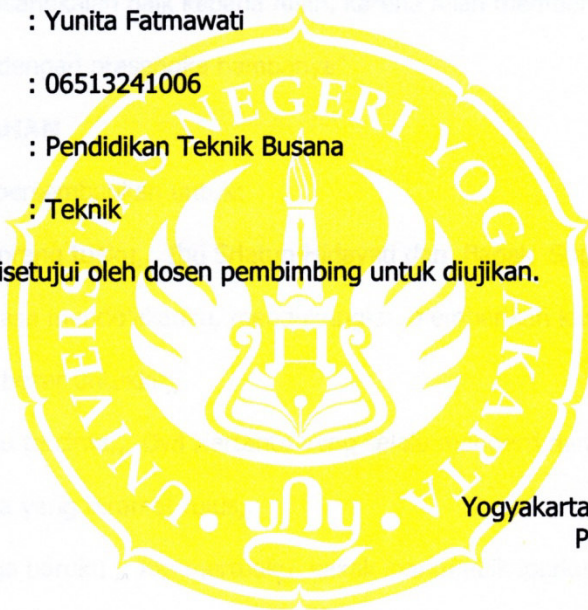 : Yunita Fatmawati
: 06513241006
: Pendidikan Teknik Busana
: Teknik
isetujui oleh dosen pembimbing untuk diujikan.
UNIVERSITAS NEGERI YOGYAKARTA
uny
Yogyakarta
P